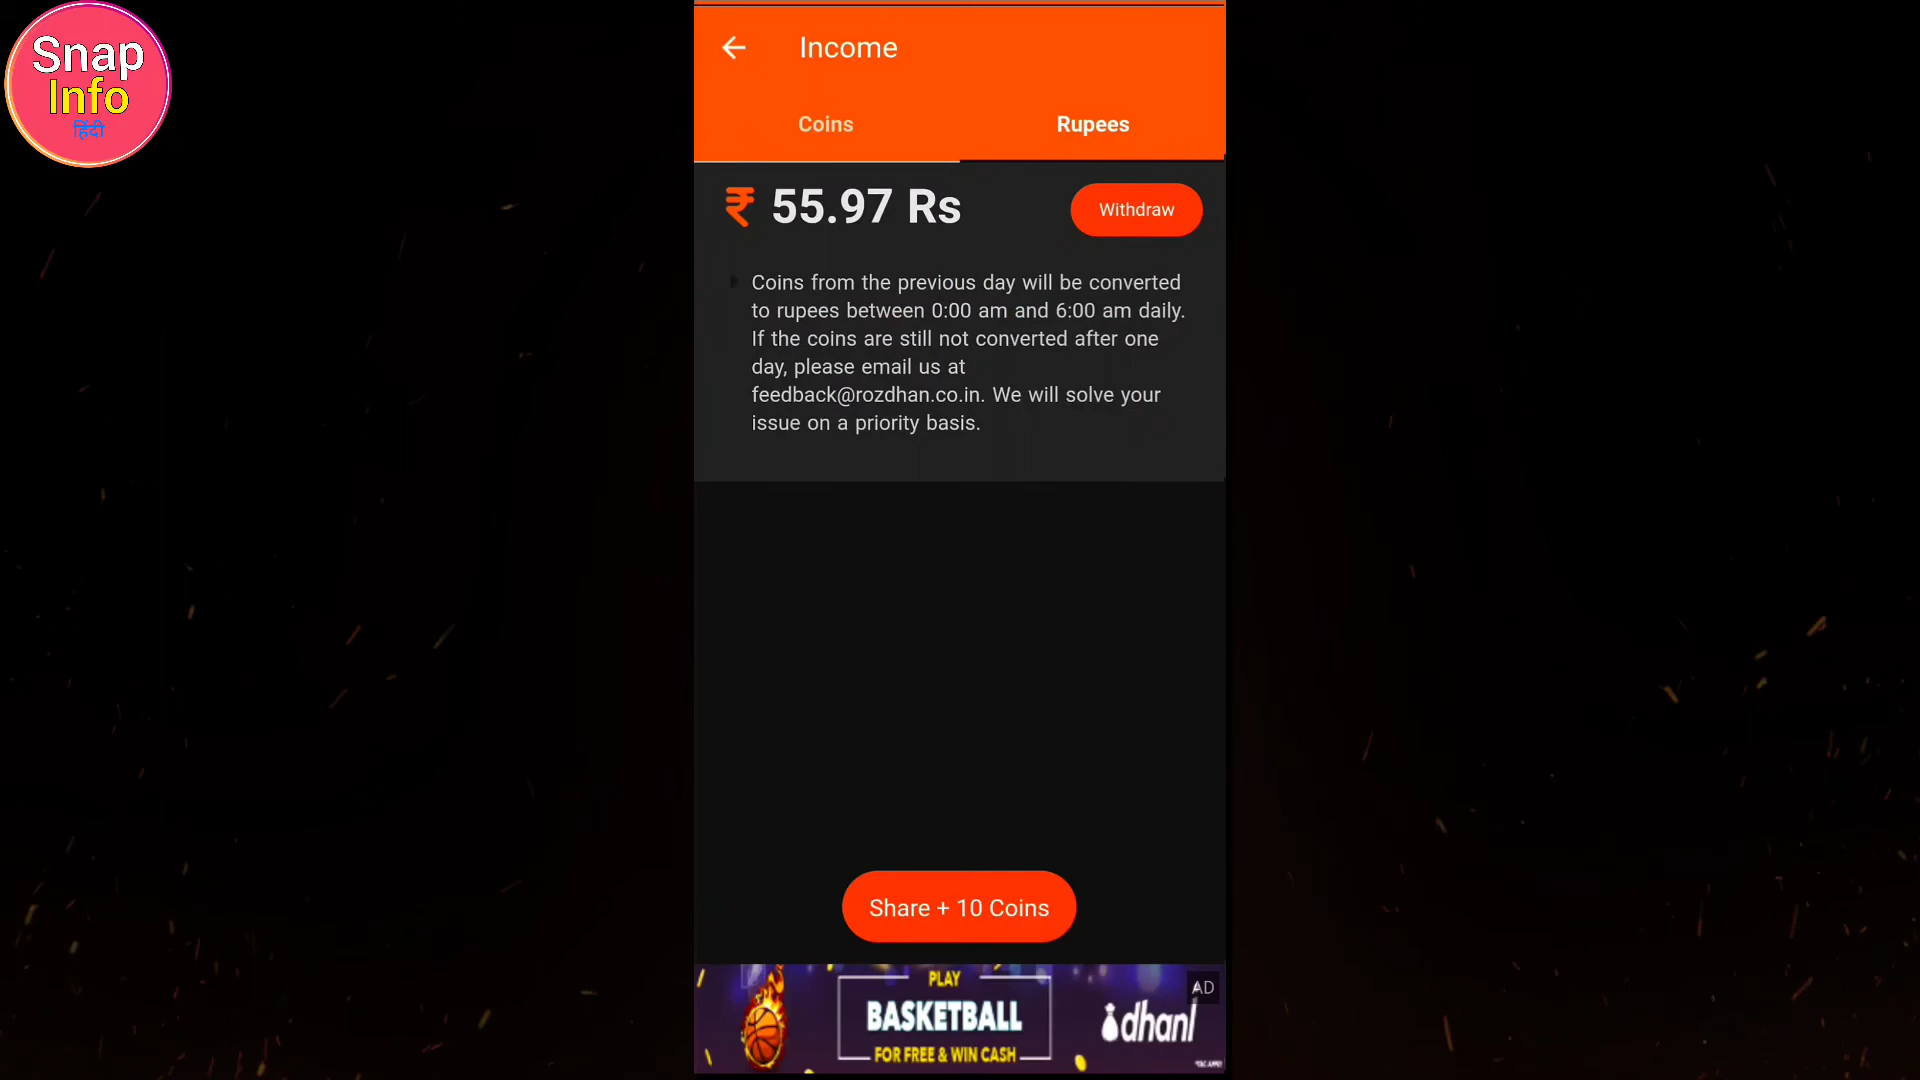 Snap
Info
हिंदी
Income
Coins
Rupees
₹ 55.97 Rs
Withdraw
Coins from the previous day will be converted
to rupees between 0:00 am and 6:00 am daily.
If the coins are still not converted after one
day, please email us at
feedback@rozdhan.co.in. We will solve your
issue on a priority basis.
Share + 10 Coins
PLAY
BASKETBALL
FOR FREE & WIN CASH
dhani
AD